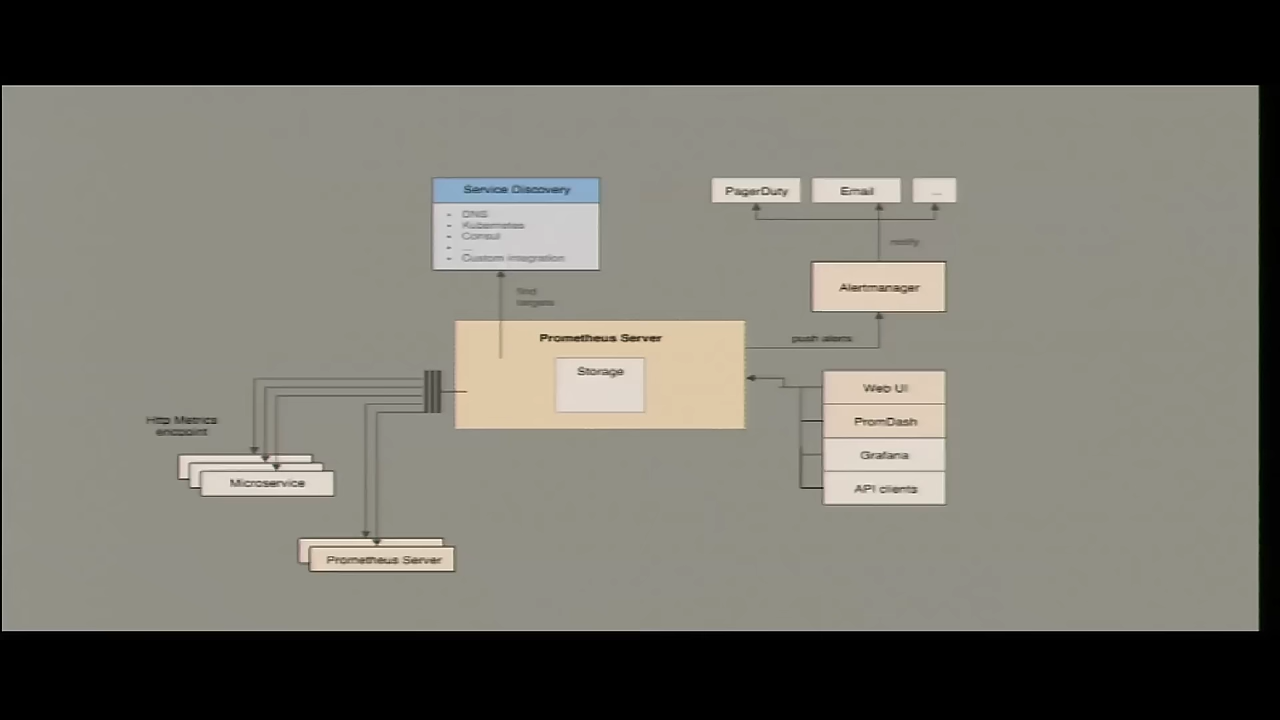 Service Discovery
• DNS
• Kubernetes
• Consul
• ...
• Custom integration
PagerDuty
Email
...
notify
Alertmanager
find
targets
Prometheus Server
Storage
push alerts
Http Metrics
endpoint
Microservice
Prometheus Server
Web UI
PromDash
Grafana
API clients